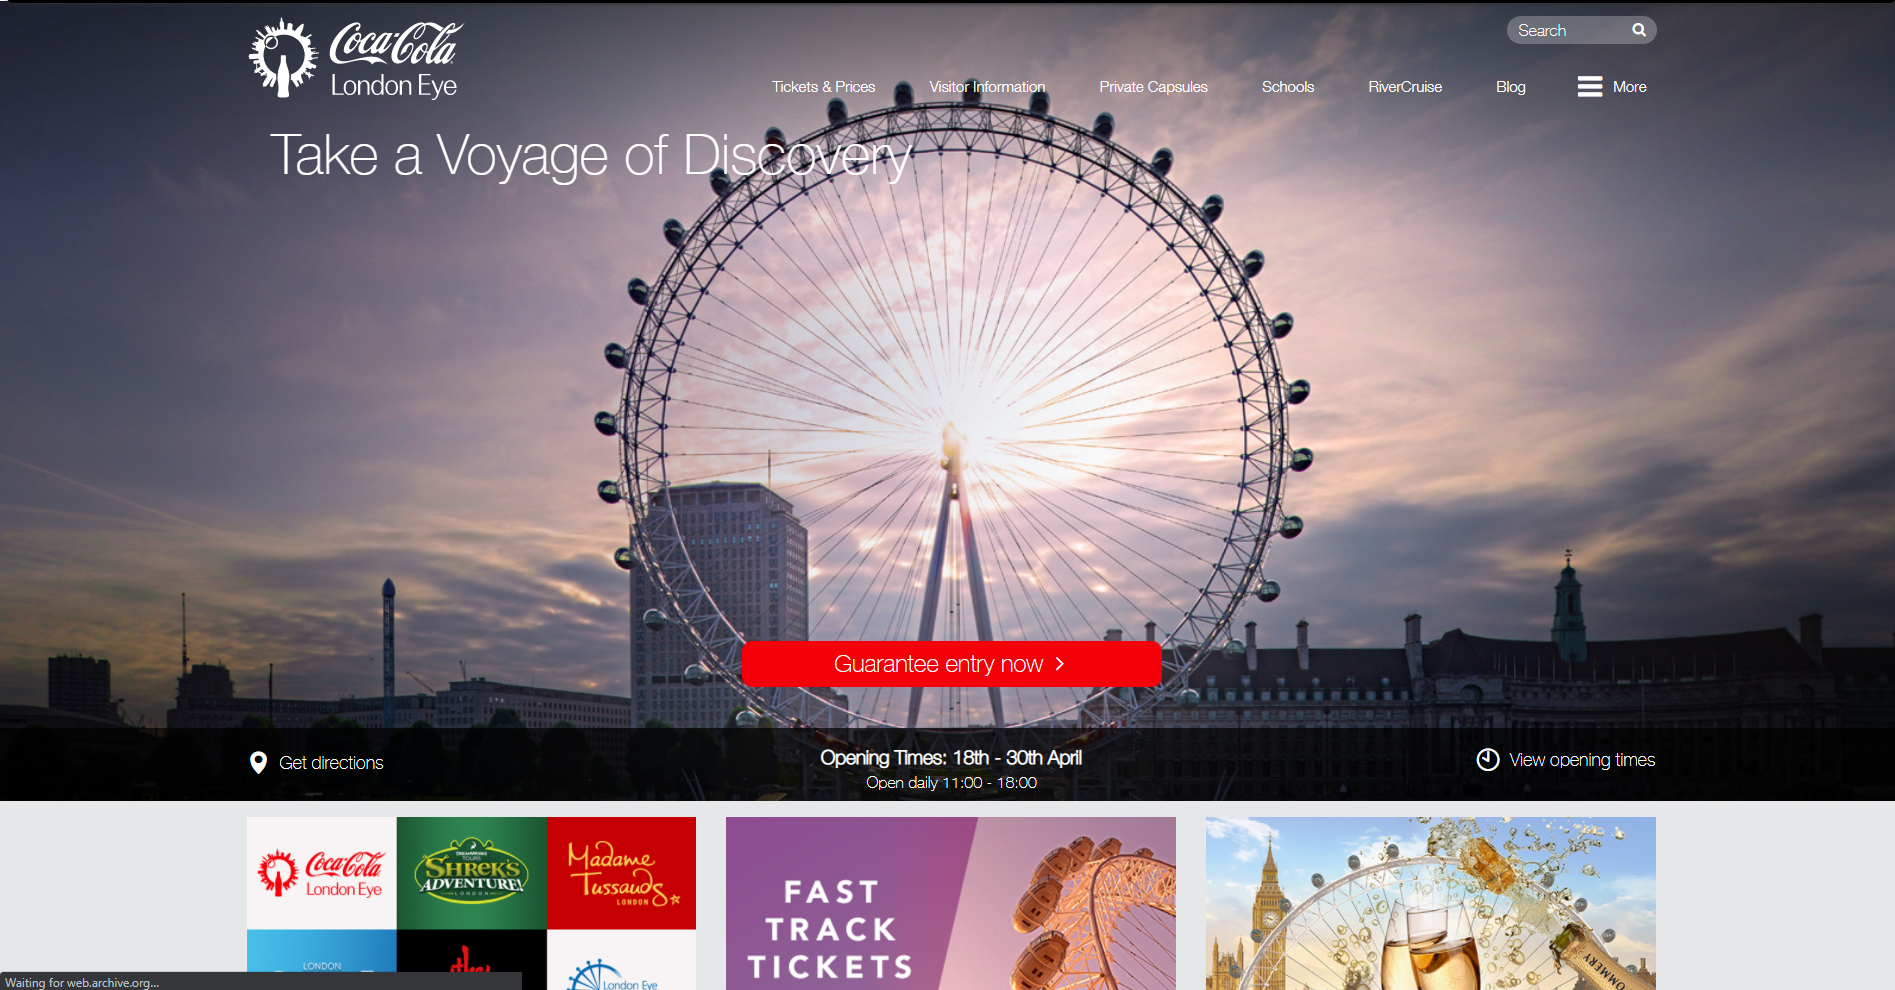 Coca-Cola
London Eye
Search
Tickets & Prices
Visitor Information
Private Capsules
Schools
RiverCruise
Blog
More
Take a Voyage of Discovery
Guarantee entry now
Get directions
Opening Times: 18th - 30th April
Open daily 11:00 - 18:00
View opening times
Coca-Cola
London Eye
DREAMWORKS
TOURS
SHREK'S
ADVENTURE!
LONDON
Madame
Tussauds
LONDON
LONDON
the
London Eye
FAST
TRACK
TICKETS
Waiting for web.archive.org...